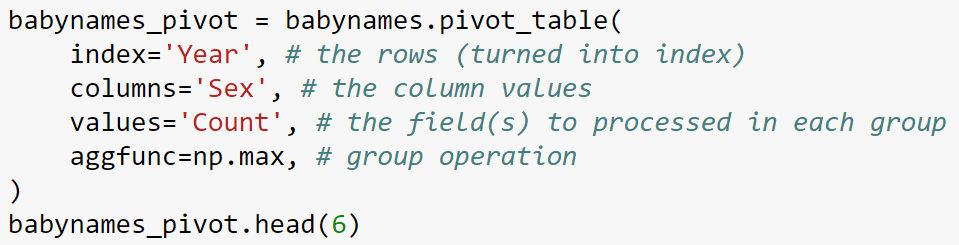 babynames_pivot = babynames.pivot_table(
    index='Year', # the rows (turned into index)
    columns='Sex', # the column values
    values='Count', # the field(s) to processed in each group
    aggfunc=np.max, # group operation
)
babynames_pivot.head(6)